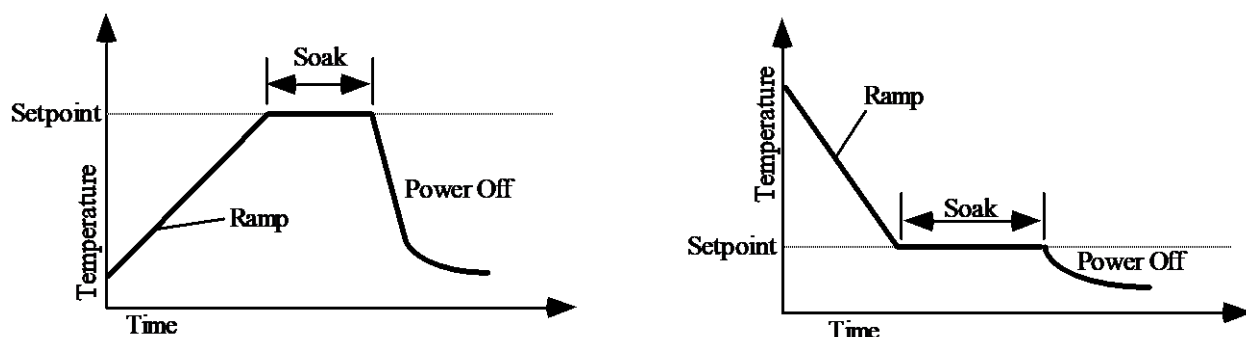 Soak
Setpoint
Temperature
Ramp
Power Off
Time
Temperature
Ramp
Soak
Setpoint
Power Off
Time